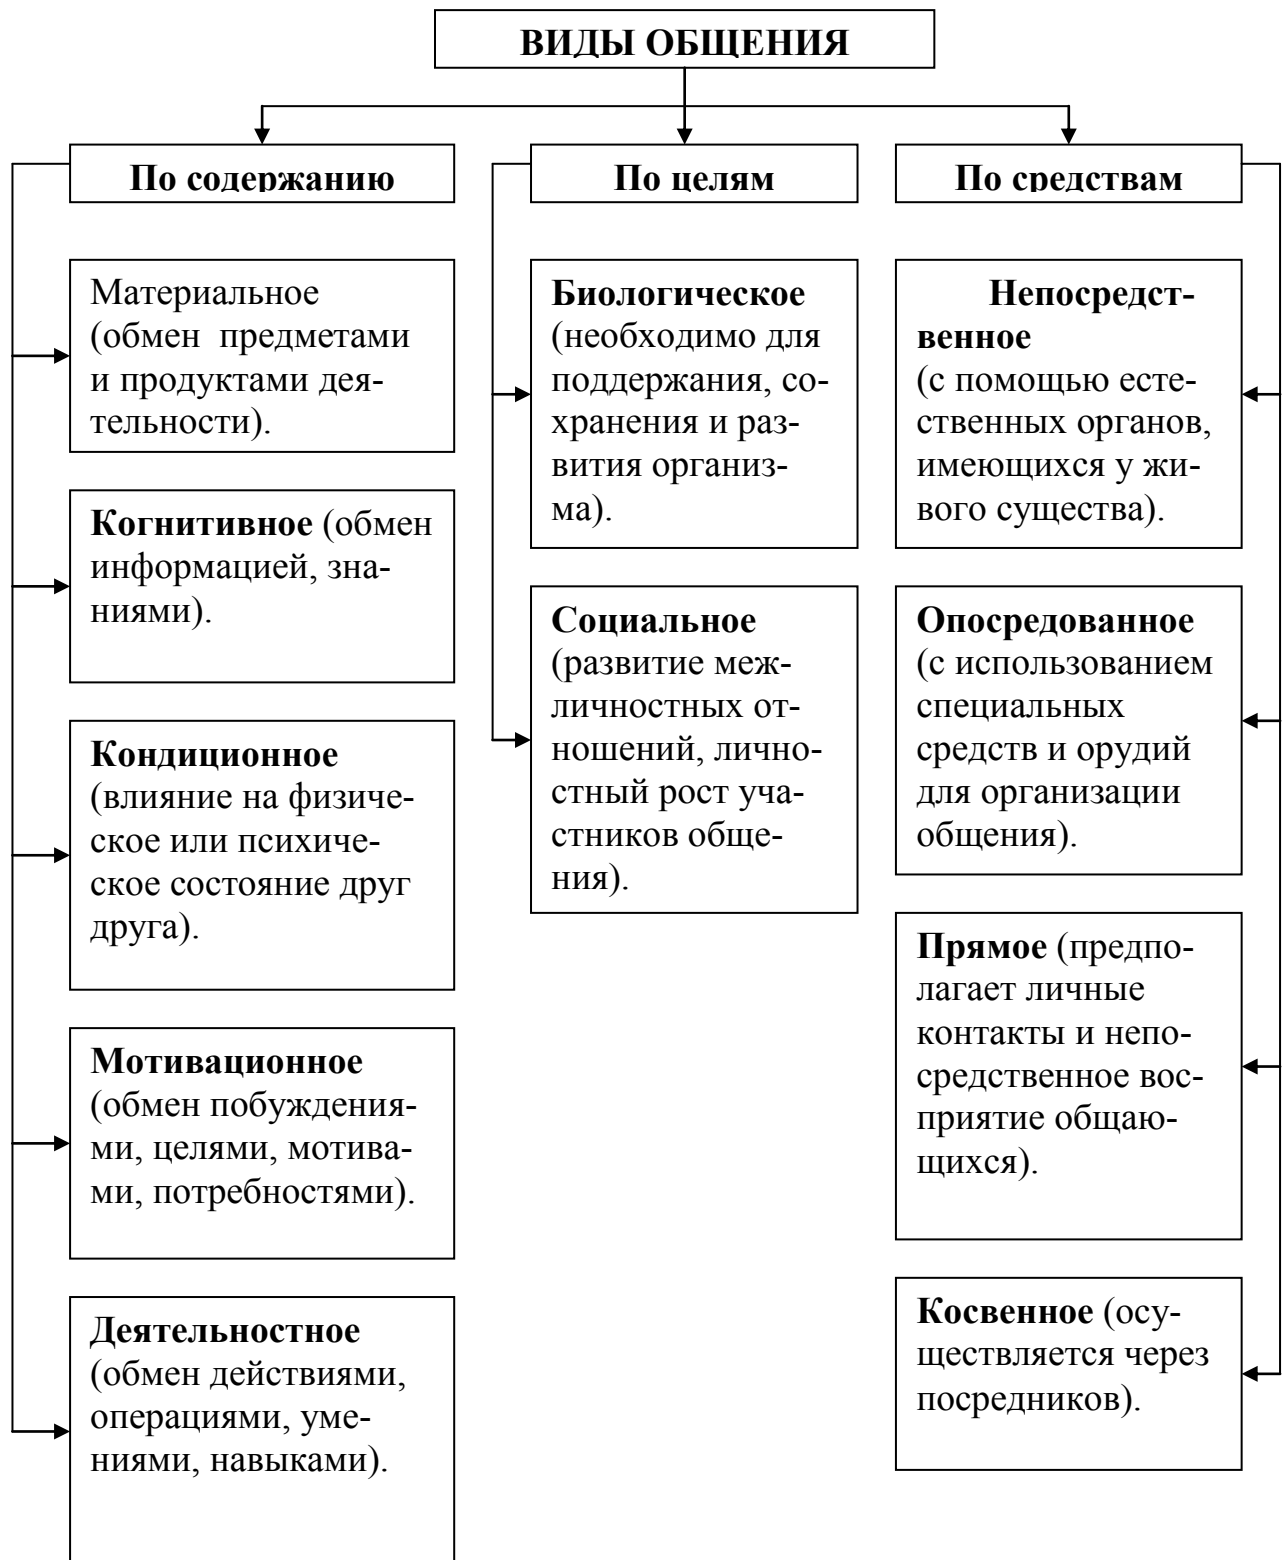 ВИДЫ ОБЩЕНИЯ
По содержанию
По целям
По средствам
Материальное
(обмен предметами
и продуктами дея-
тельности).
Когнитивное (обмен
информацией, зна-
ниями).
Кондиционное
(влияние на физиче-
ское или психиче-
ское состояние друг
друга).
Мотивационное
(обмен побуждения-
ми, целями, мотива-
ми, потребностями).
Деятельностное
(обмен действиями,
операциями, уме-
ниями, навыками).
Биологическое
(необходимо для
поддержания, со-
хранения и раз-
вития организ-
ма).
Социальное
(развитие меж-
личностных от-
ношений, лично-
стный рост уча-
стников обще-
ния).
Непосредст-
венное
(с помощью есте-
ственных органов,
имеющихся у жи-
вого существа).
Опосредованное
(с использованием
специальных
средств и орудий
для организации
общения).
Прямое (предпо-
лагает личные
контакты и непо-
средственное вос-
приятие общаю-
щихся).
Косвенное (осу-
ществляется через
посредников).